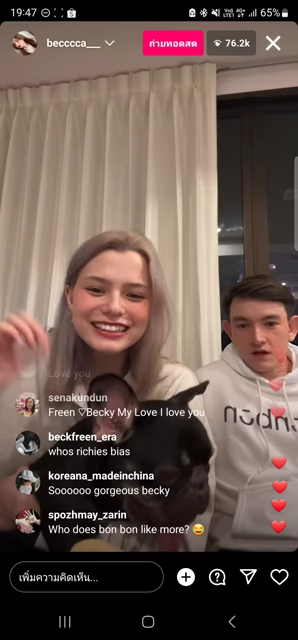 19:47
65%
becccca___
ถ่ายทอดสด
76.2k
Love you
senakundun
Freen ♡Becky My Love I love you
beckfreen_era
whos richies bias
koreana_madeinchina
Soooooo gorgeous becky
spozhmay_zarin
Who does bon bon like more? 😅
เพิ่มความคิดเห็น...